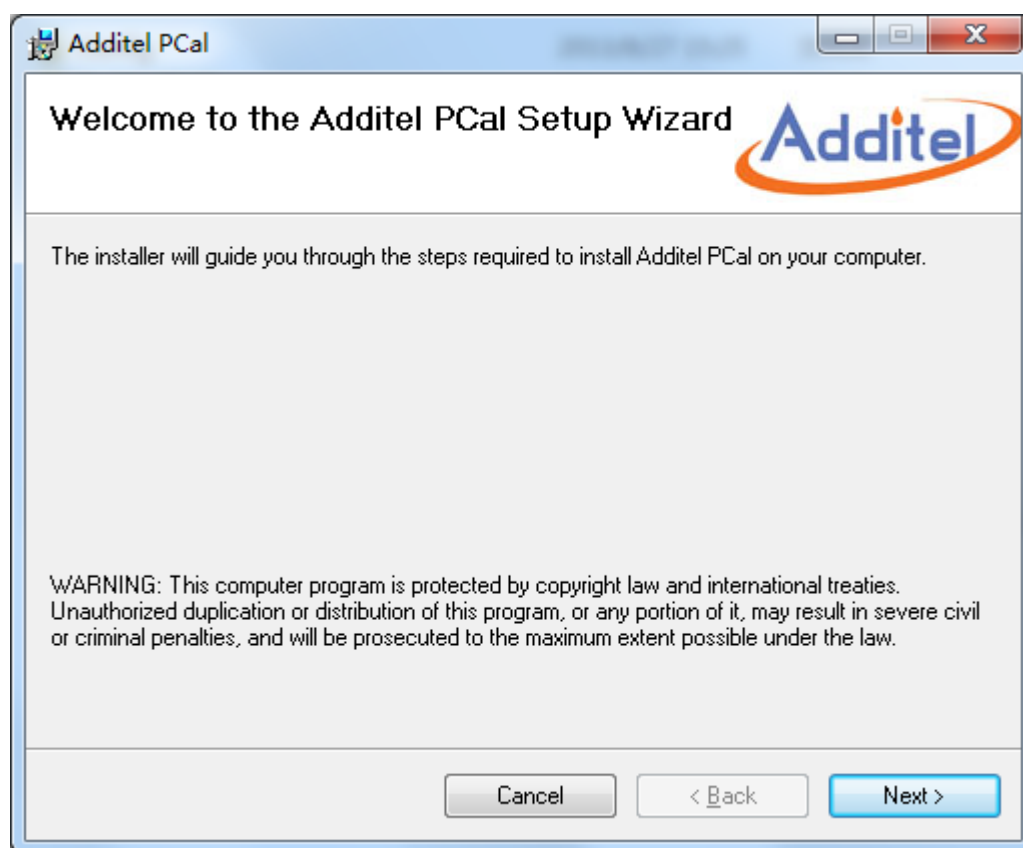 Additel PCal
Welcome to the Additel PCal Setup Wizard
Additel
The installer will guide you through the steps required to install Additel PCal on your computer.
WARNING: This computer program is protected by copyright law and international treaties.
Unauthorized duplication or distribution of this program, or any portion of it, may result in severe civil
or criminal penalties, and will be prosecuted to the maximum extent possible under the law.
Cancel
< Back
Next >